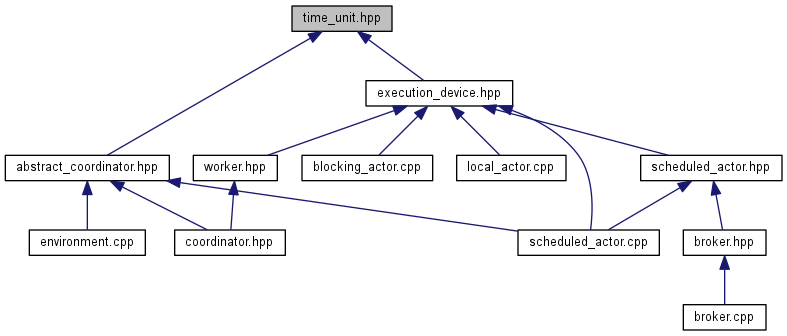 time_unit.hpp
execution_device.hpp
abstract_coordinator.hpp
worker.hpp
blocking_actor.cpp
local_actor.cpp
scheduled_actor.hpp
environment.cpp
coordinator.hpp
scheduled_actor.cpp
broker.hpp
broker.cpp